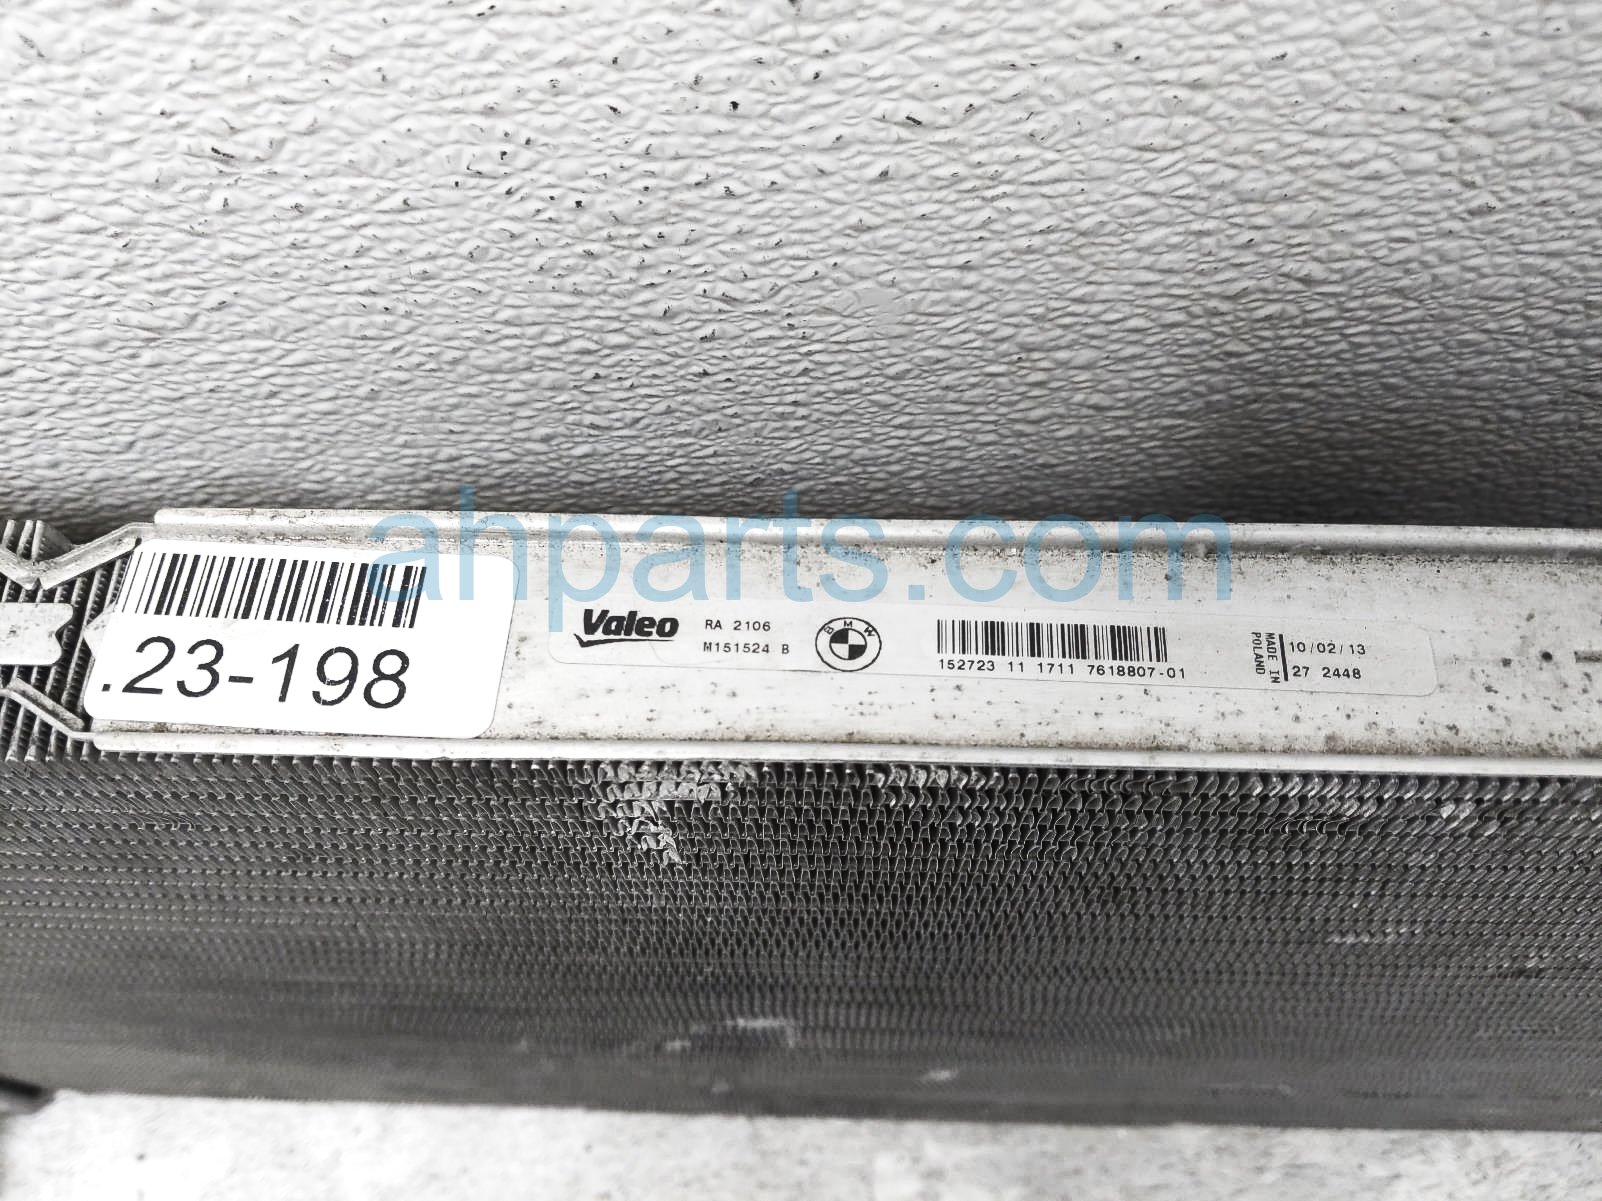 ahparts.com
.23-198
Valeo
RA 2106
M151524 B
BMW
152723 11 1711 7618807-01
MADE IN
POLAND
10/02/13
27 2448